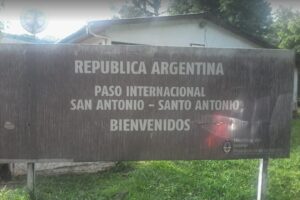 REPUBLICA ARGENTINA
PASO INTERNACIONAL
SAN ANTONIO - SANTO ANTONIO
BIENVENIDOS